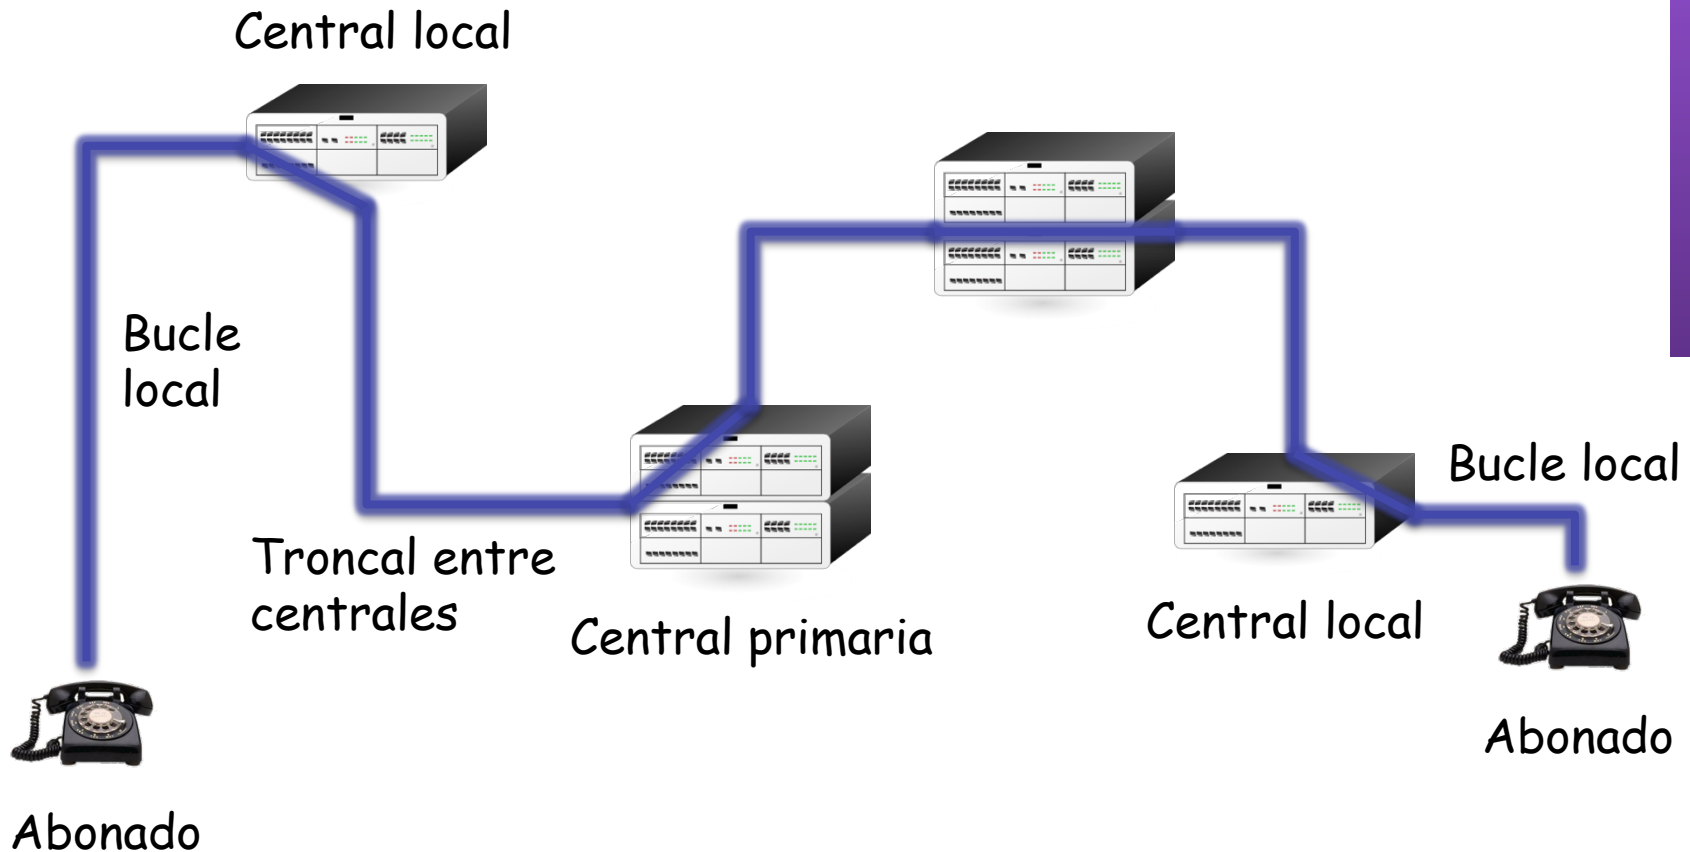 Central local
Bucle
local
Troncal entre
centrales
Central primaria
Bucle local
Central local
Abonado
Abonado